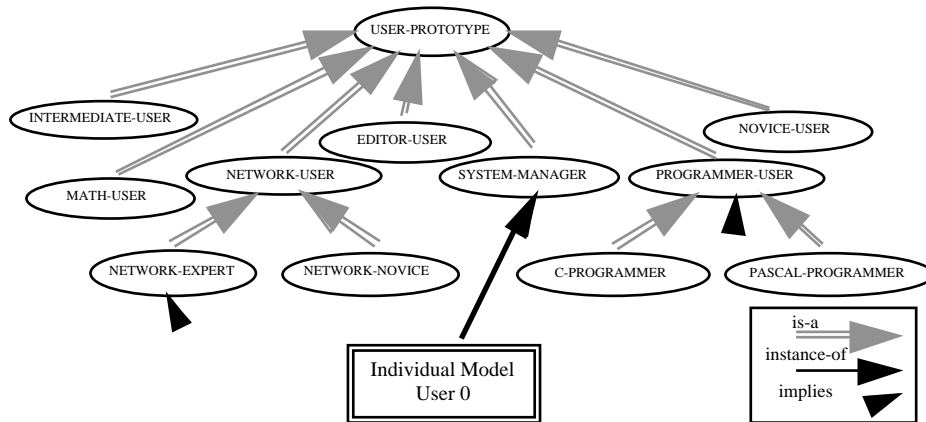 USER-PROTOTYPE
INTERMEDIATE-USER
EDITOR-USER
NOVICE-USER
MATH-USER
NETWORK-USER
SYSTEM-MANAGER
PROGRAMMER-USER
NETWORK-EXPERT
NETWORK-NOVICE
C-PROGRAMMER
PASCAL-PROGRAMMER
Individual Model
User 0
is-a
instance-of
implies